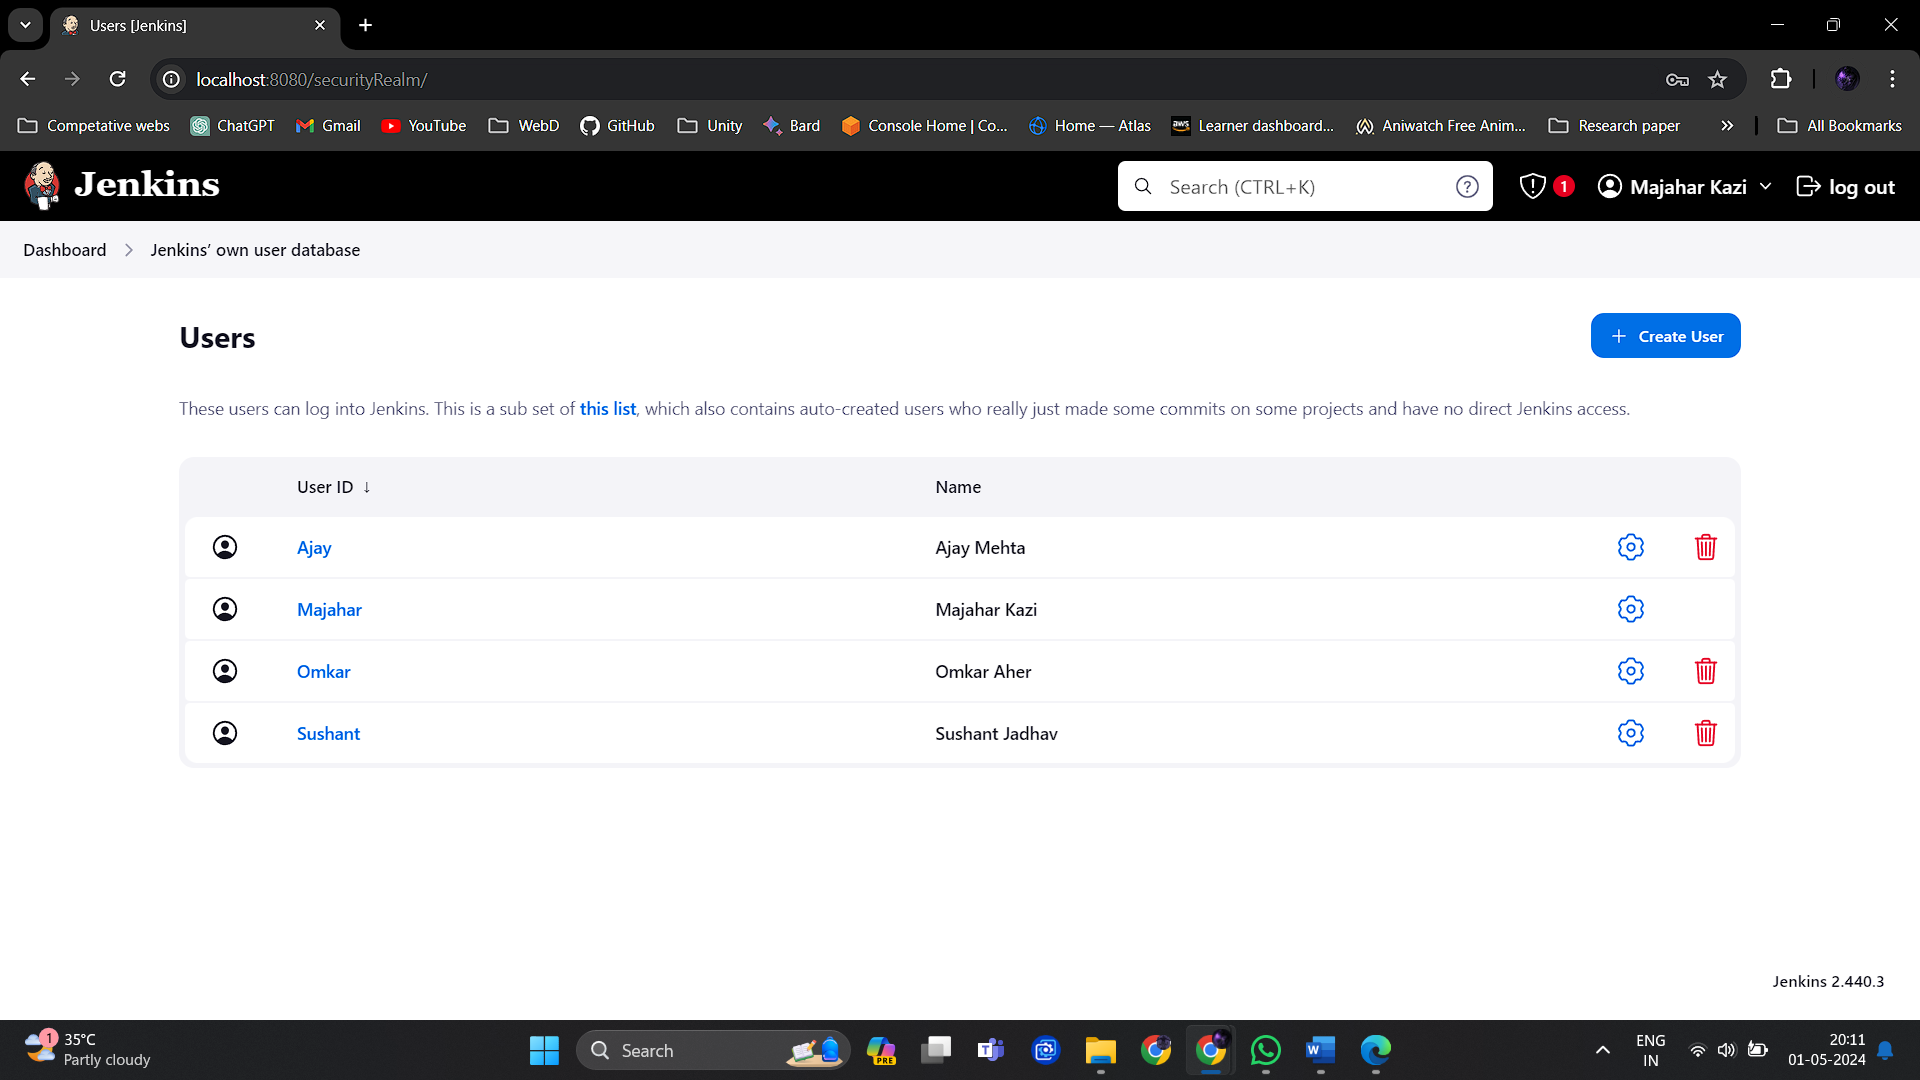 Users [Jenkins]
localhost:8080/securityRealm/
Competative webs ChatGPT Gmail YouTube WebD GitHub Unity Bard Console Home | Co... Home — Atlas aws Learner dashboard... Aniwatch Free Anim... Research paper All Bookmarks
Jenkins Search (CTRL+K) 1 Majahar Kazi log out
Dashboard Jenkins’ own user database
Users Create User
These users can log into Jenkins. This is a sub set of this list, which also contains auto-created users who really just made some commits on some projects and have no direct Jenkins access.
User ID ↓ Name
Ajay Ajay Mehta
Majahar Majahar Kazi
Omkar Omkar Aher
Sushant Sushant Jadhav
Jenkins 2.440.3
1 35°C Search PRE ENG 20:11
Partly cloudy IN 01-05-2024